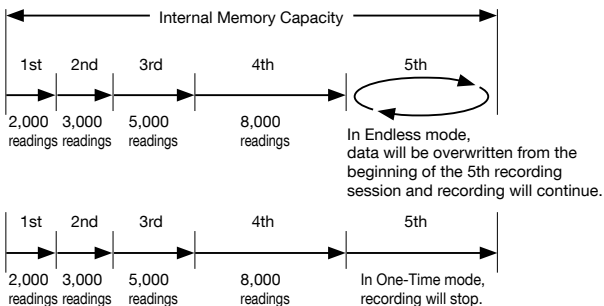 Internal Memory Capacity
1st 2nd 3rd 4th 5th
2,000 3,000 5,000 8,000
readings readings readings readings
In Endless mode,
data will be overwritten from the
beginning of the 5th recording
session and recording will continue.
1st 2nd 3rd 4th 5th
2,000 3,000 5,000 8,000 In One-Time mode,
readings readings readings readings recording will stop.